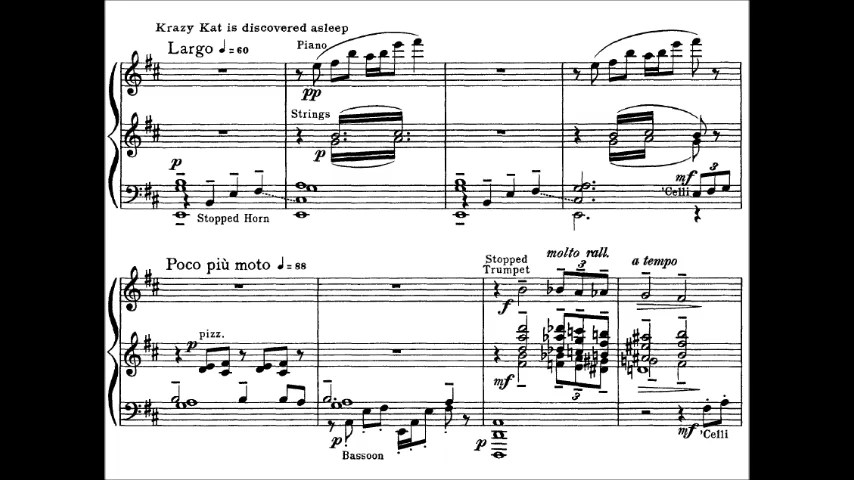 Krazy Kat is discovered asleep
Largo ♩= 60
Piano
pp
Strings
p
p
mf
'Celli
3
Stopped Horn
Poco più moto ♩= 88
Stopped
Trumpet
molto rall.
3
a tempo
f
pizz.
p
mf
3
p
Bassoon
p
mf
'Celli